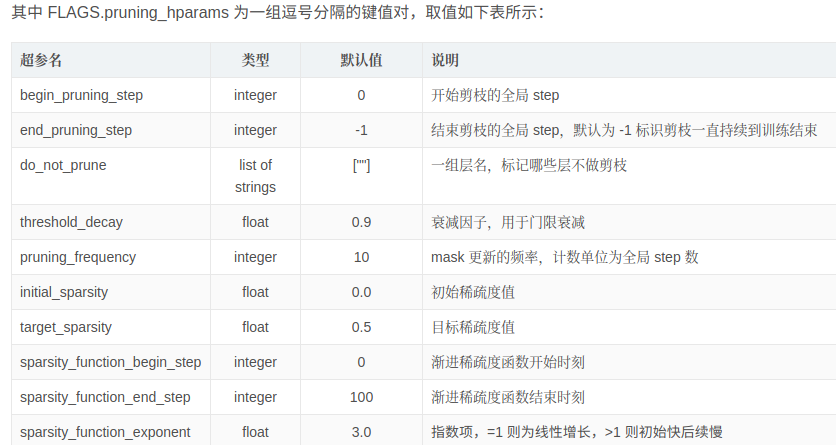 其中 FLAGS.pruning_hparams 为一组逗号分隔的键值对，取值如下表所示：
超参名 类型 默认值 说明
begin_pruning_step integer 0 开始剪枝的全局 step
end_pruning_step integer -1 结束剪枝的全局 step，默认为 -1 标识剪枝一直持续到训练结束
do_not_prune list of strings [""] 一组层名，标记哪些层不做剪枝
threshold_decay float 0.9 衰减因子，用于门限衰减
pruning_frequency integer 10 mask 更新的频率，计数单位为全局 step 数
initial_sparsity float 0.0 初始稀疏度值
target_sparsity float 0.5 目标稀疏度值
sparsity_function_begin_step integer 0 渐进稀疏度函数开始时刻
sparsity_function_end_step integer 100 渐进稀疏度函数结束时刻
sparsity_function_exponent float 3.0 指数项，=1 则为线性增长，>1 则初始快后续慢